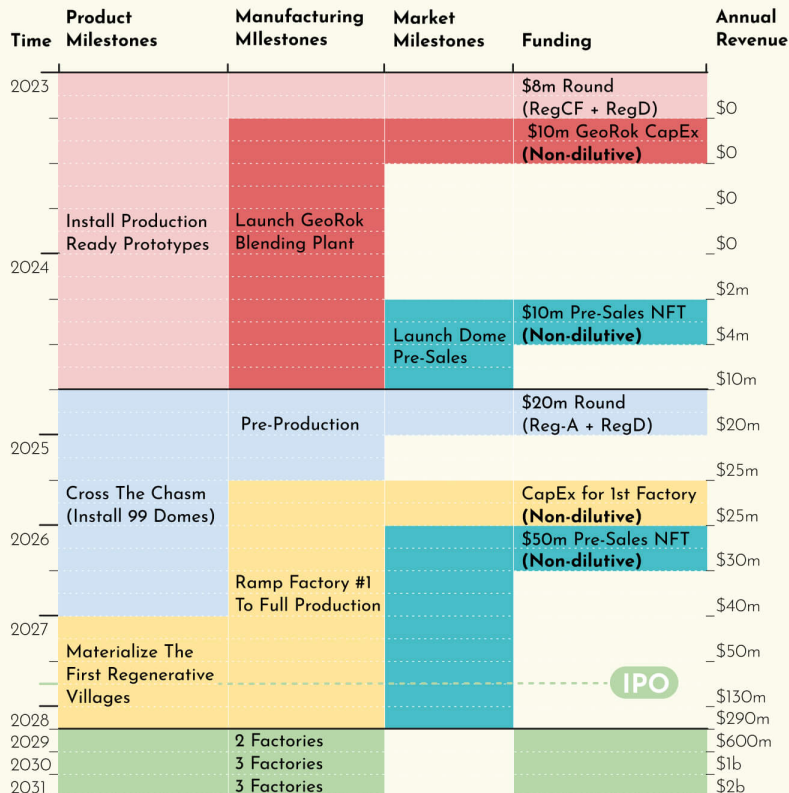 Time
Product
Milestones
Manufacturing
MIlestones
Market
Milestones
Funding
Annual
Revenue
2023
$8m Round
(RegCF + RegD)
$0
$10m GeoRok CapEx
(Non-dilutive)
$0
$0
Install Production
Ready Prototypes
Launch GeoRok
Blending Plant
$0
2024
$2m
$10m Pre-Sales NFT
(Non-dilutive)
$4m
Launch Dome
Pre-Sales
$10m
$20m Round
(Reg-A + RegD)
Pre-Production
$20m
2025
$25m
Cross The Chasm
(Install 99 Domes)
CapEx for 1st Factory
(Non-dilutive)
$25m
2026
$50m Pre-Sales NFT
(Non-dilutive)
$30m
Ramp Factory #1
To Full Production
$40m
2027
Materialize The
First Regenerative
Villages
$50m
IPO
$130m
2028
$290m
2029
2 Factories
$600m
2030
3 Factories
$1b
2031
3 Factories
$2b